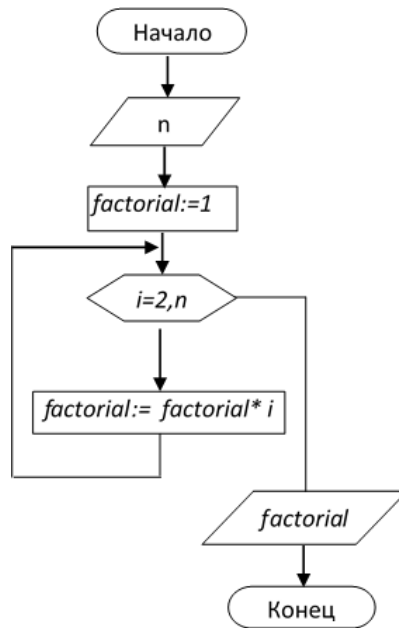 Начало
n
factorial:=1
i=2,n
factorial:= factorial* i
factorial
Конец